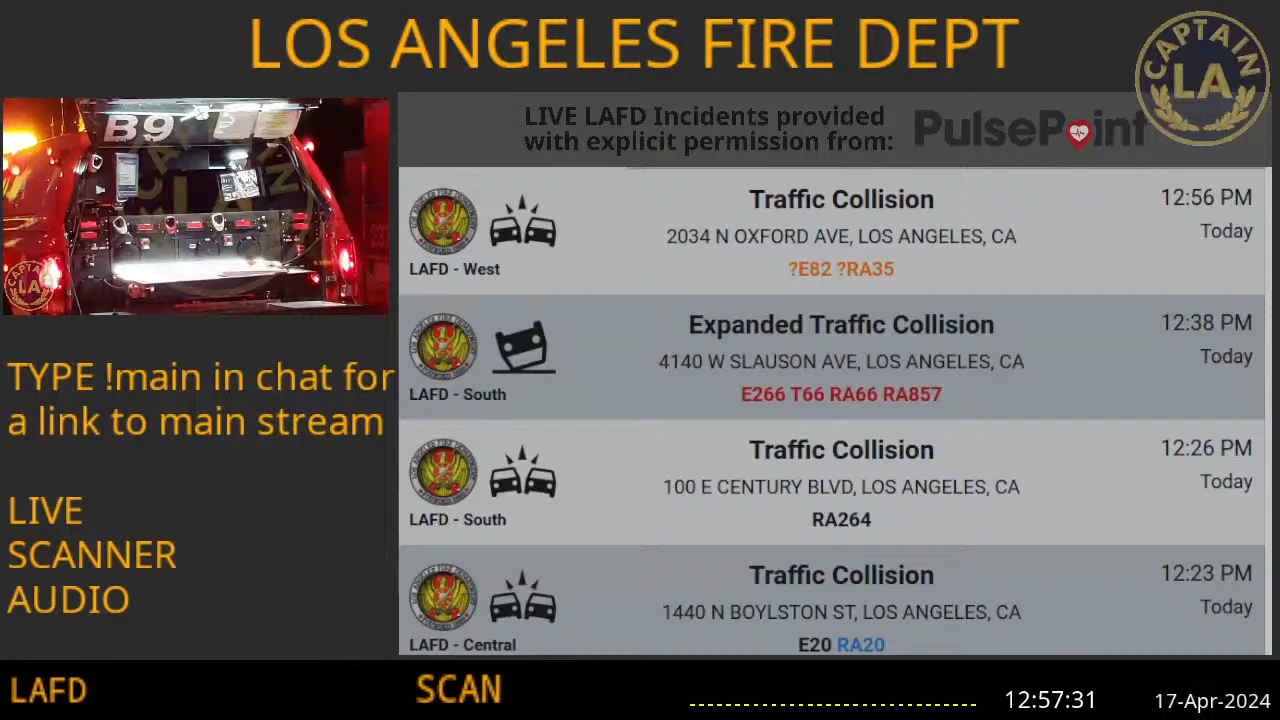 LOS ANGELES FIRE DEPT
CAPTAIN
LA
B9
LIVE LAFD Incidents provided
with explicit permission from:
PulsePoint
Traffic Collision
12:56 PM
2034 N OXFORD AVE, LOS ANGELES, CA
Today
LAFD - West
?E82 ?RA35
Expanded Traffic Collision
12:38 PM
4140 W SLAUSON AVE, LOS ANGELES, CA
Today
LAFD - South
E266 T66 RA66 RA857
Traffic Collision
12:26 PM
100 E CENTURY BLVD, LOS ANGELES, CA
Today
LAFD - South
RA264
Traffic Collision
12:23 PM
1440 N BOYLSTON ST, LOS ANGELES, CA
Today
LAFD - Central
E20 RA20
CAPTAIN
LA
TYPE !main in chat for
a link to main stream
LIVE
SCANNER
AUDIO
LAFD
SCAN
12:57:31
17-Apr-2024